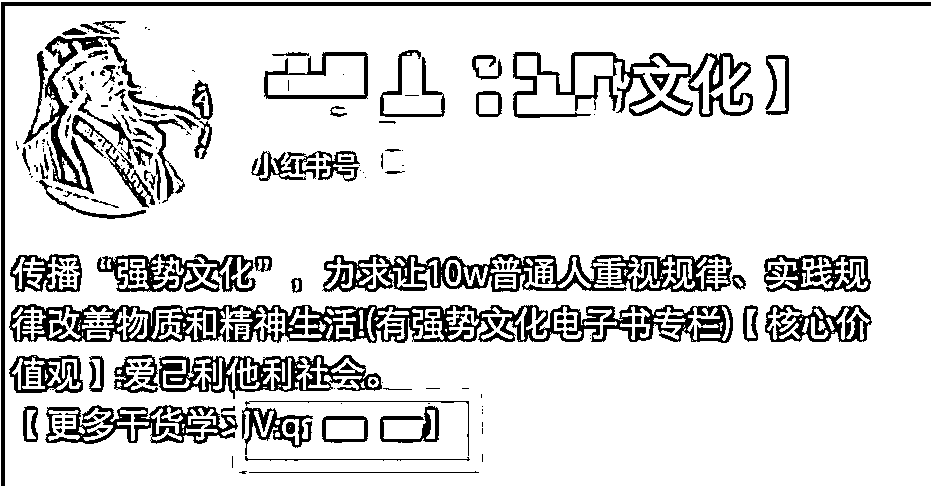 文化】
小红书号
传播“强势文化”，力求让10w普通人重视规律、实践规
律改善物质和精神生活!(有强势文化电子书专栏)【核心价
值观】:爱己利他利社会。
【更多干货学习V:q】